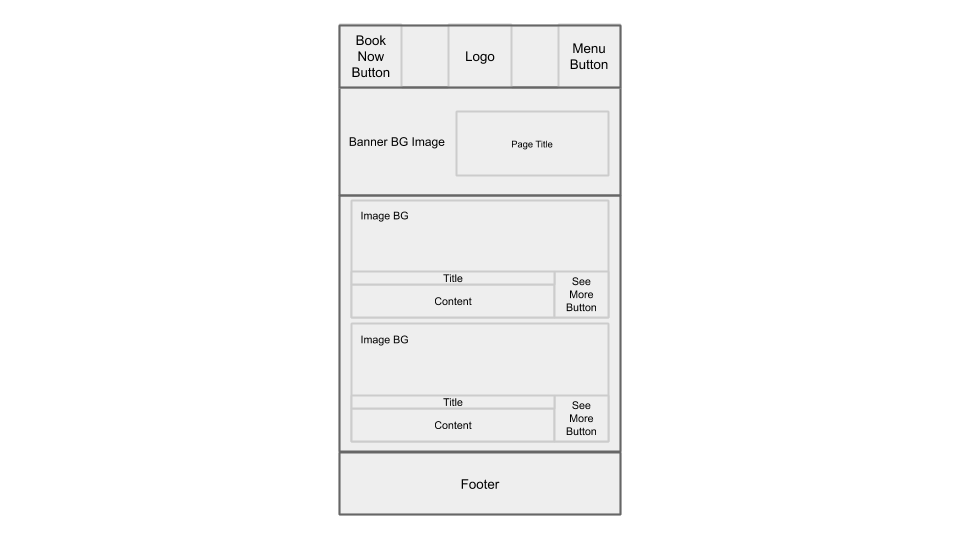 Book
Now
Button
Logo
Menu
Button
Banner BG Image
Page Title
Image BG
Title
Content
See
More
Button
Image BG
Title
Content
See
More
Button
Footer